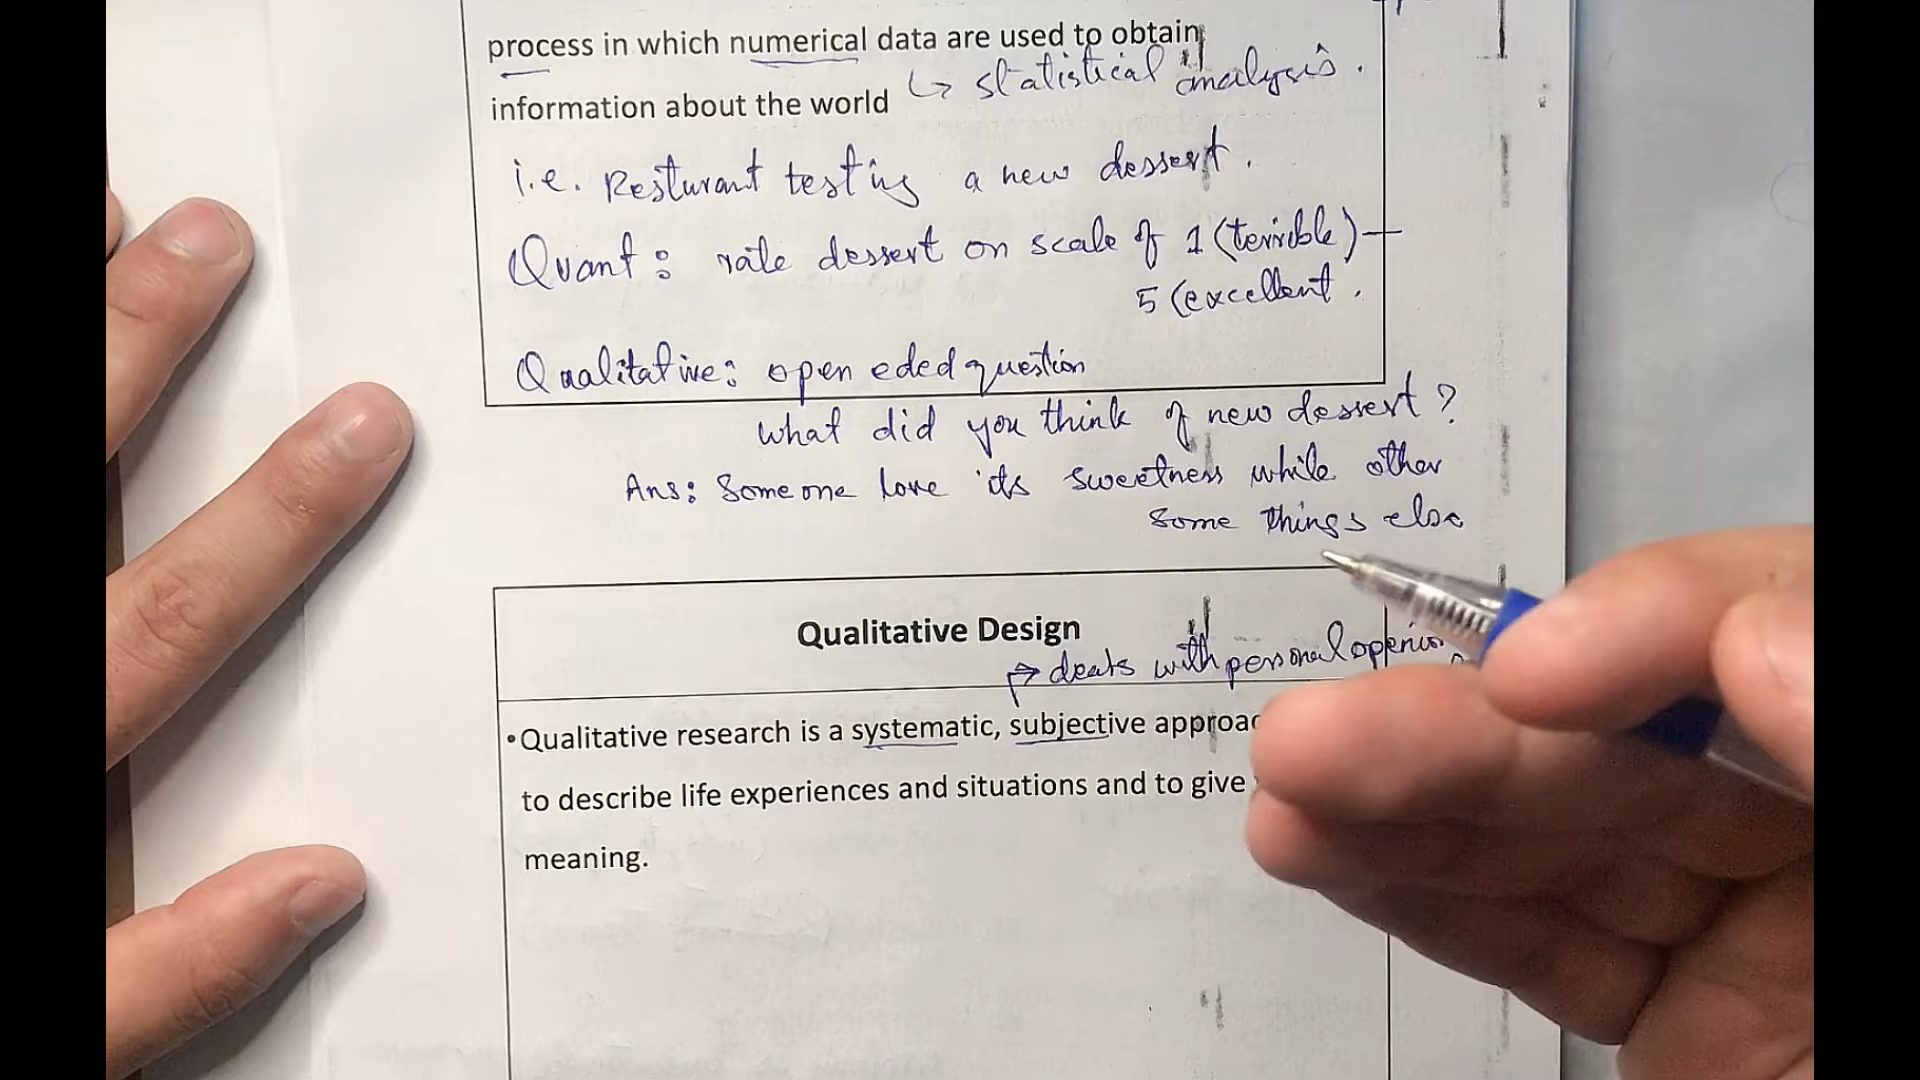 process in which numerical data are used to obtain
↳ statistical analysis.
information about the world
i.e. Resturant testing a new dessert.
Quant: rate dessert on scale of 1 (terrible) –
5 (excellent.
Qualitative: open eded question
what did you think of new dessert?
Ans: Some one love its sweetness while other
some things else
Qualitative Design
→ deals with personal
•Qualitative research is a systematic, subjective approac
to describe life experiences and situations and to give
meaning.